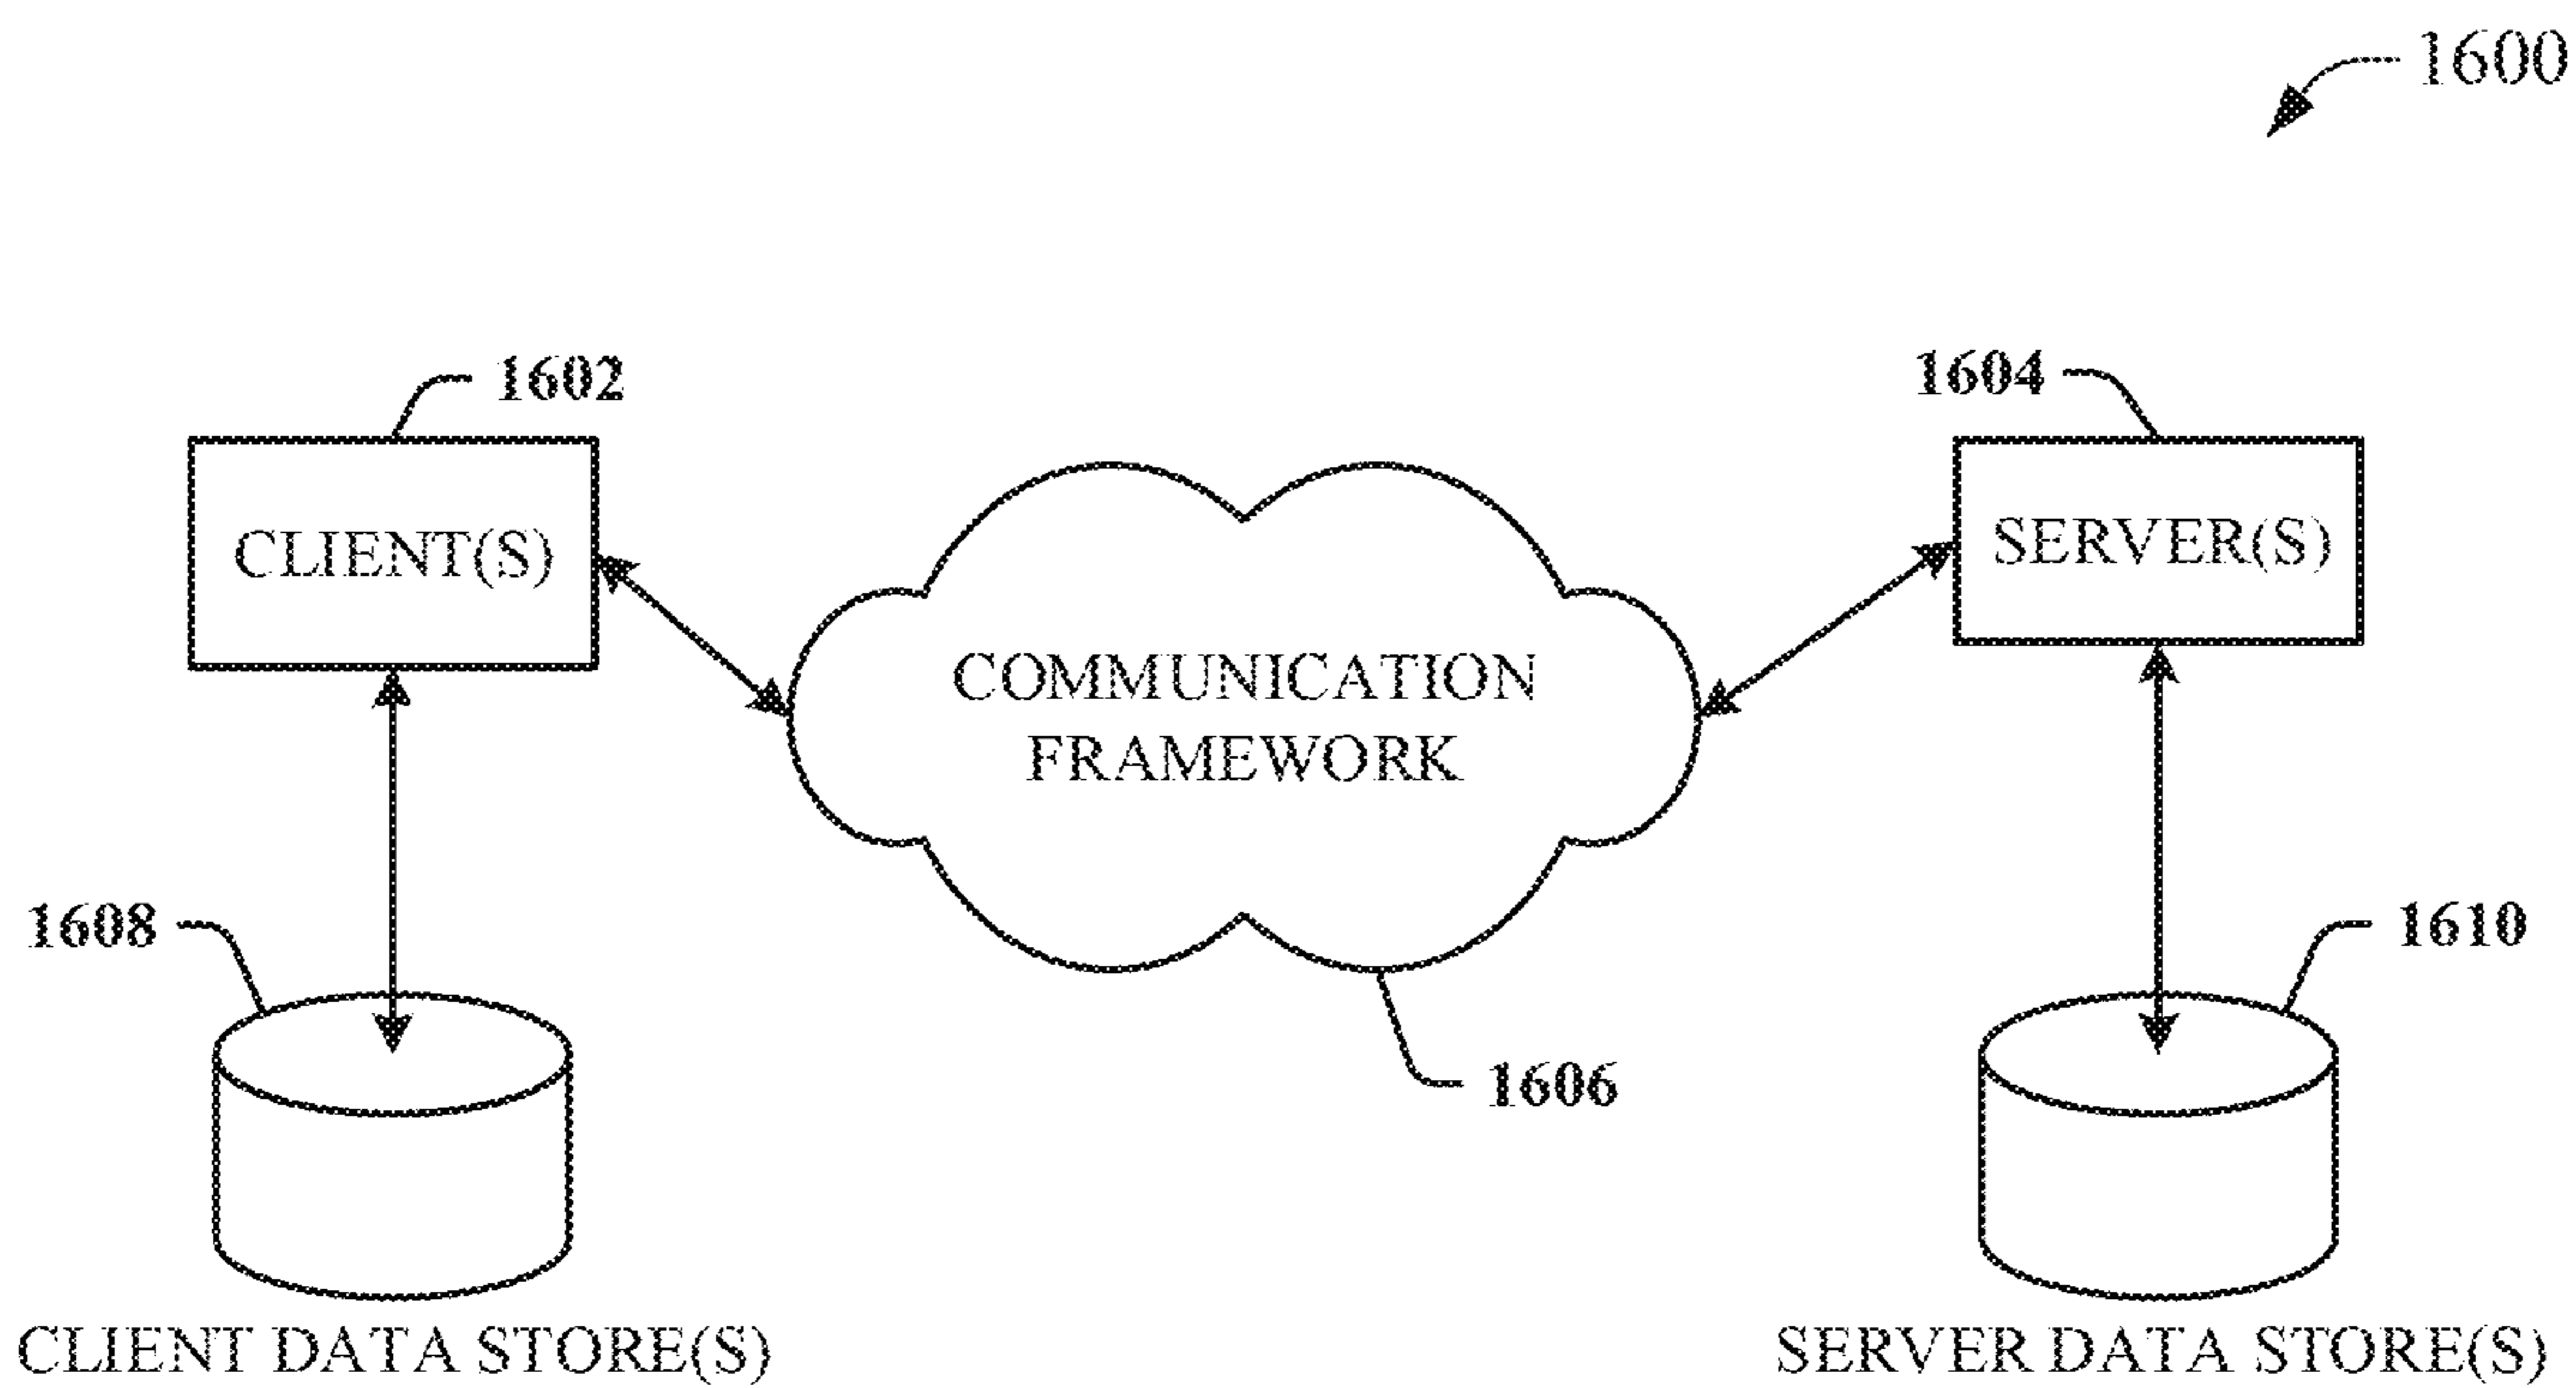 1600
1602
1604
CLIENT(S)
SERVER(S)
COMMUNICATION
FRAMEWORK
1608
1610
1606
CLIENT DATA STORE(S)
SERVER DATA STORE(S)